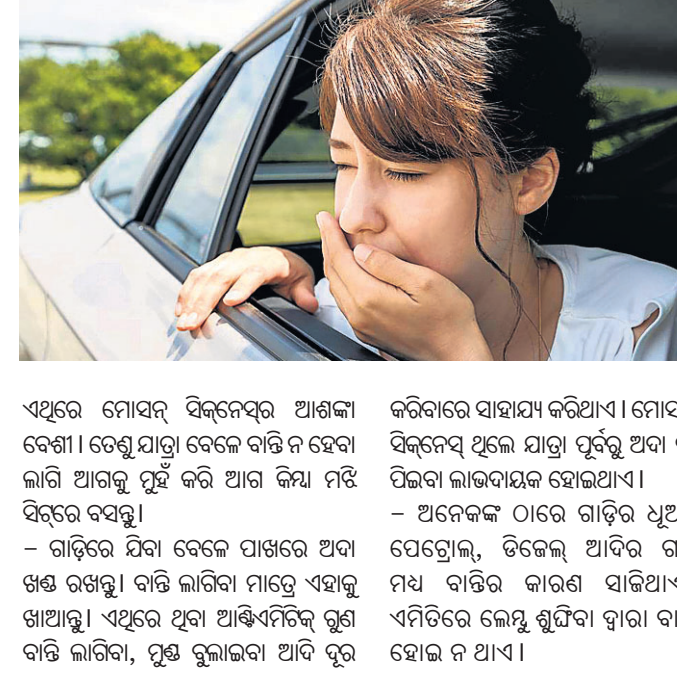 ଏଥିରେ ମୋସନ୍ ସିକ୍‌ନେସ୍‌ର ଆଶଙ୍କା
ବେଶୀ । ତେଣୁ ଯାତ୍ରା ବେଳେ ବାନ୍ତି ନ ହେବା
ଲାଗି ଆଗକୁ ମୁହଁ କରି ଆଗ କିମ୍ୱା ମଝି
ସିଟ୍‌ରେ ବସନ୍ତୁ ।
– ଗାଡ଼ିରେ ଯିବା ବେଳେ ପାଖରେ ଅଦା
ଖଣ୍ଡ ରଖନ୍ତୁ । ବାନ୍ତି ଲାଗିବା ମାତ୍ରେ ଏହାକୁ
ଖାଆନ୍ତୁ । ଏଥିରେ ଥିବା ଆଣ୍ଟିଏମିଟିକ୍ ଗୁଣ
ବାନ୍ତି ଲାଗିବା, ମୁଣ୍ଡ ବୁଲାଇବା ଆଦି ଦୂର
କରିବାରେ ସାହାଯ୍ୟ କରିଥାଏ ।
ସିକ୍‌ନେସ୍ ଥିଲେ ଯାତ୍ରା ପୂର୍ବରୁ ଅଦା
ପିଇବା ଲାଭଦାୟକ ହୋଇଥାଏ ।
– ଅନେକଙ୍କ ଠାରେ ଗାଡ଼ିର
ପେଟ୍ରୋଲ୍, ଡିଜେଲ୍ ଆଦିର
ମଧ୍ୟ ବାନ୍ତିର କାରଣ
ଏମିତିରେ ଲେମ୍ୱୁ ଶୁଙ୍ଘିବା ଦ୍ୱାରା
ହୋଇ ନ ଥାଏ ।